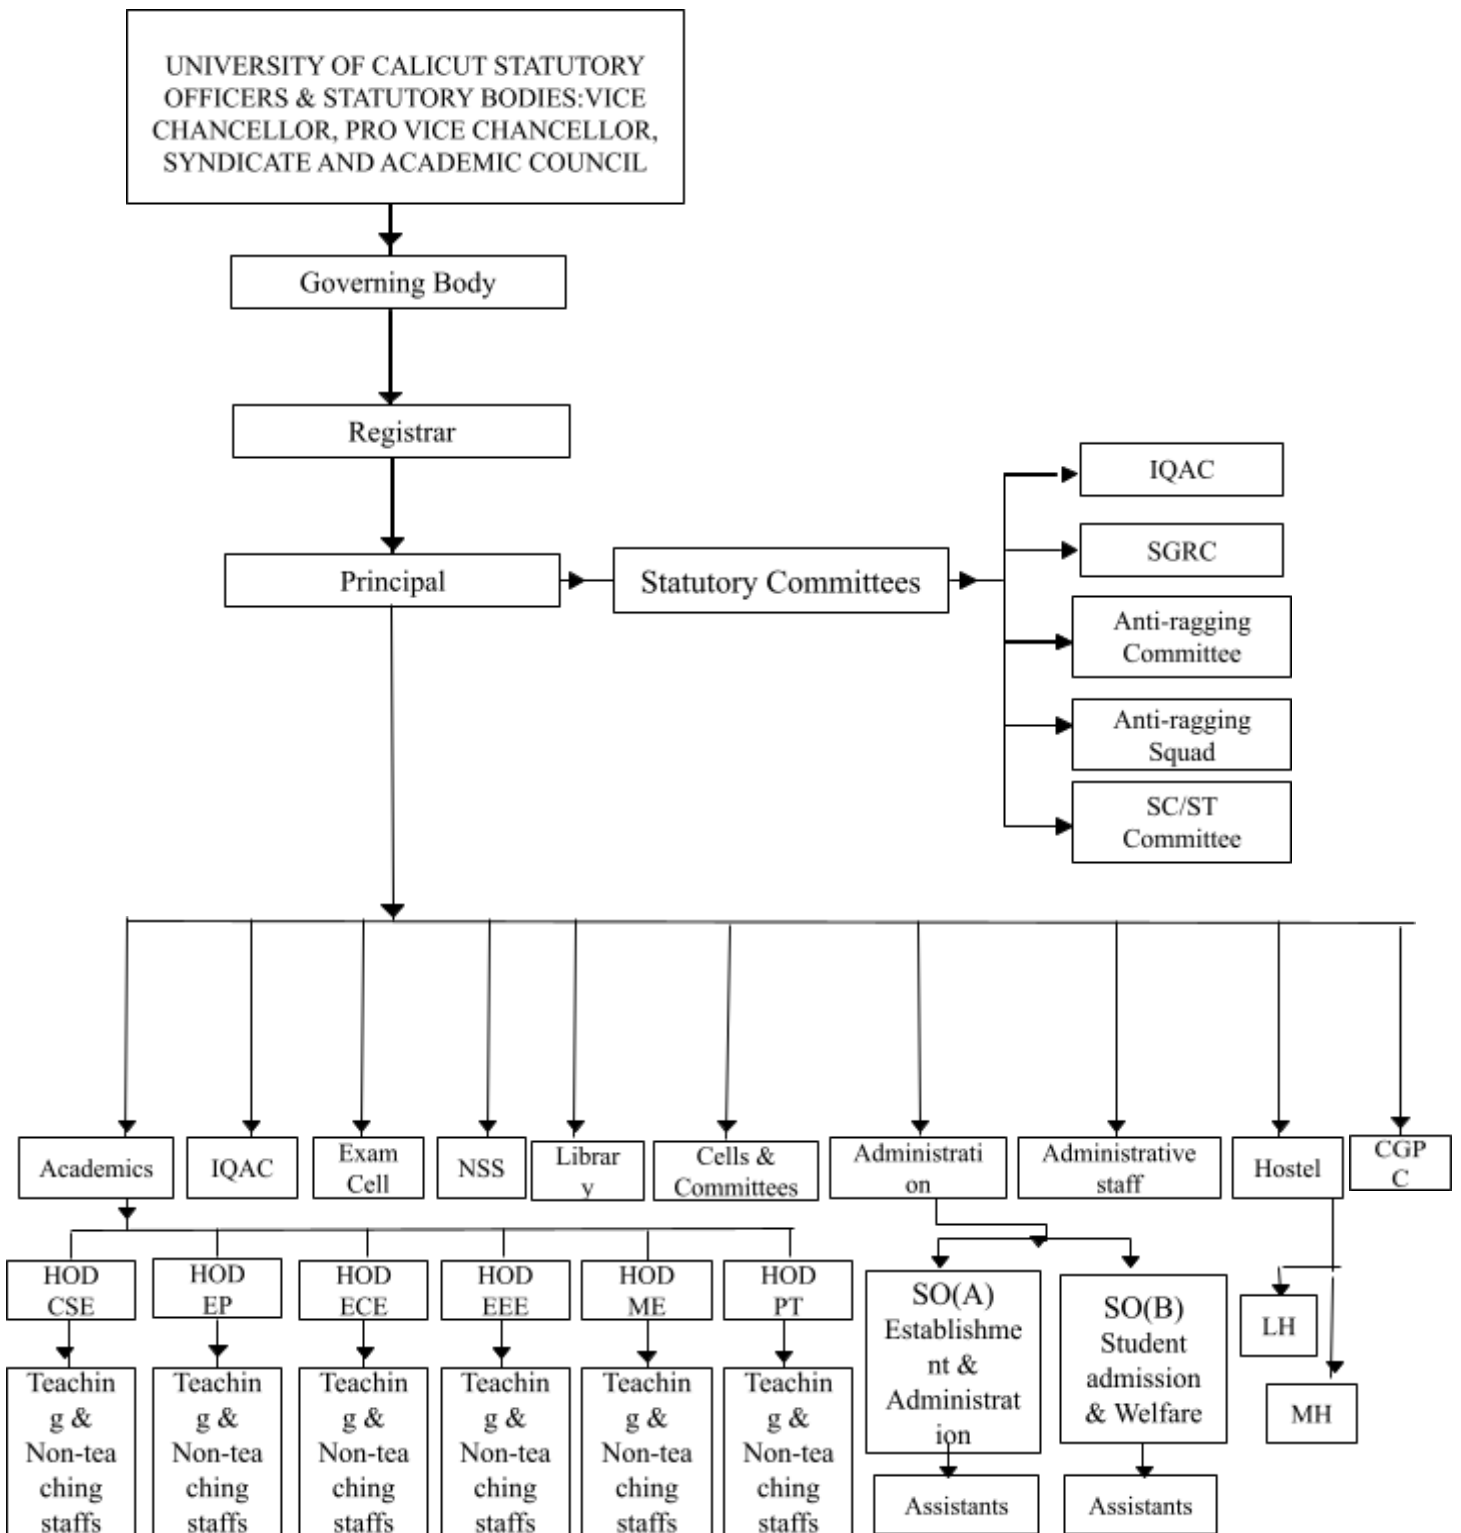 UNIVERSITY OF CALICUT STATUTORY
OFFICERS & STATUTORY BODIES:VICE
CHANCELLOR, PRO VICE CHANCELLOR,
SYNDICATE AND ACADEMIC COUNCIL
Governing Body
Registrar
Principal
Statutory Committees
IQAC
SGRC
Anti-ragging
Committee
Anti-ragging
Squad
SC/ST
Committee
Academics
IQAC
Exam
Cell
NSS
Librar
y
Cells &
Committees
Administrati
on
Administrative
staff
Hostel
CGP
C
HOD
CSE
HOD
EP
HOD
ECE
HOD
EEE
HOD
ME
HOD
PT
SO(A)
Establishme
nt &
Administrat
ion
SO(B)
Student
admission
& Welfare
LH
MH
Teachin
g &
Non-tea
ching
staffs
Teachin
g &
Non-tea
ching
staffs
Teachin
g &
Non-tea
ching
staffs
Teachin
g &
Non-tea
ching
staffs
Teachin
g &
Non-tea
ching
staffs
Teachin
g &
Non-tea
ching
staffs
Assistants
Assistants